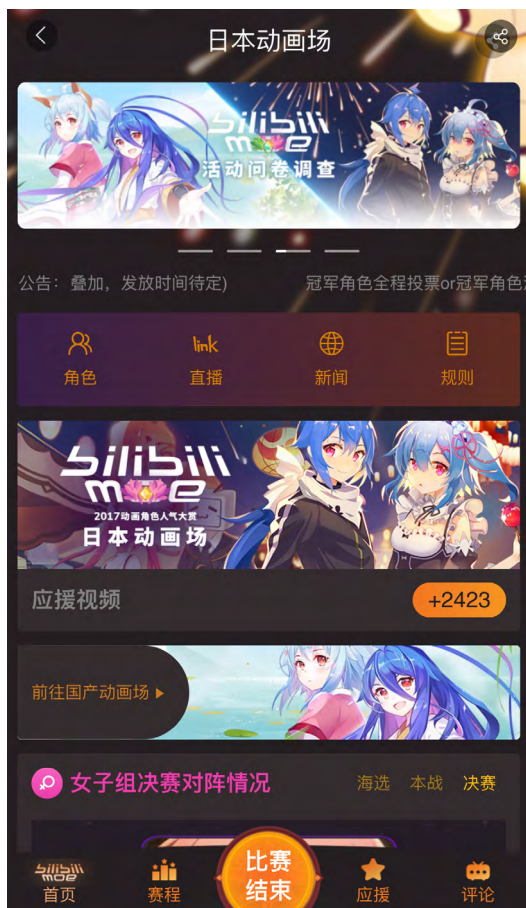 日本动画场
bilibili
moe
活动问卷调查
公告： 叠加，发放时间待定) 冠军角色全程投票or冠军角色
角色 link 直播 新闻 规则
bilibili
moe
2017动画角色人气大赏
日本动画场
应援视频 +2423
前往国产动画场
女子组决赛对阵情况 海选 本战 决赛
比赛
结束
bilibili
moe
首页 赛程 应援 评论